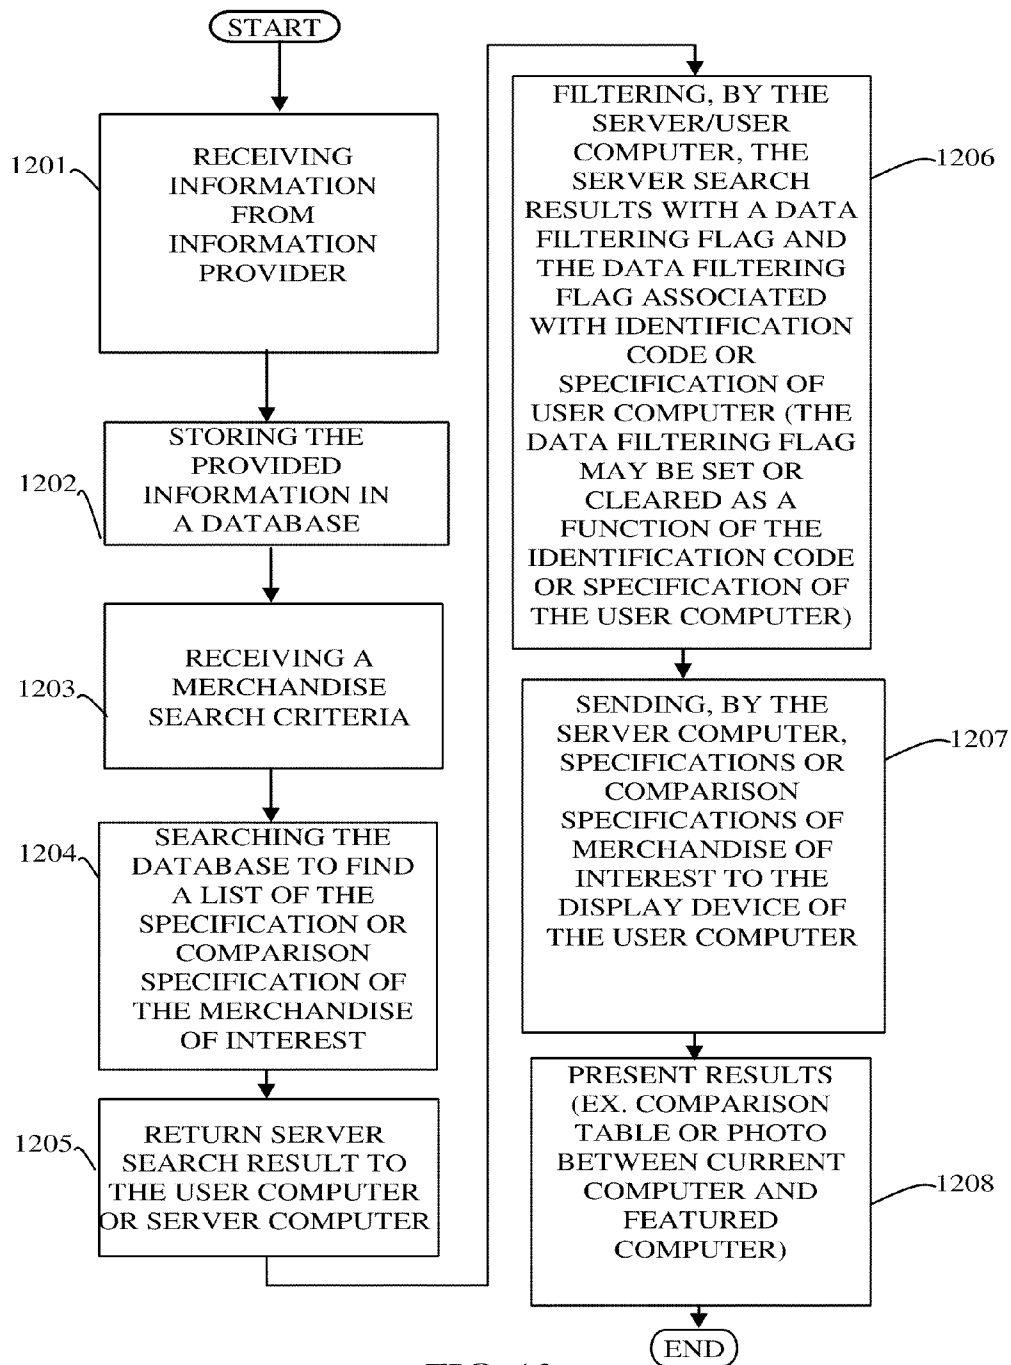 START
1201
RECEIVING
INFORMATION
FROM
INFORMATION
PROVIDER
1202
STORING THE
PROVIDED
INFORMATION IN
A DATABASE
1203
RECEIVING A
MERCHANDISE
SEARCH CRITERIA
1204
SEARCHING THE
DATABASE TO FIND
A LIST OF THE
SPECIFICATION OR
COMPARISON
SPECIFICATION OF
THE MERCHANDISE
OF INTEREST
1205
RETURN SERVER
SEARCH RESULT TO
THE USER COMPUTER
OR SERVER COMPUTER
FILTERING, BY THE
SERVER/USER
COMPUTER, THE
SERVER SEARCH
RESULTS WITH A DATA
FILTERING FLAG AND
THE DATA FILTERING
FLAG ASSOCIATED
WITH IDENTIFICATION
CODE OR
SPECIFICATION OF
USER COMPUTER (THE
DATA FILTERING FLAG
MAY BE SET OR
CLEARED AS A
FUNCTION OF THE
IDENTIFICATION CODE
OR SPECIFICATION OF
THE USER COMPUTER)
1206
SENDING, BY THE
SERVER COMPUTER,
SPECIFICATIONS OR
COMPARISON
SPECIFICATIONS OF
MERCHANDISE OF
INTEREST TO THE
DISPLAY DEVICE OF
THE USER COMPUTER
1207
PRESENT RESULTS
(EX. COMPARISON
TABLE OR PHOTO
BETWEEN CURRENT
COMPUTER AND
FEATURED
COMPUTER)
1208
END